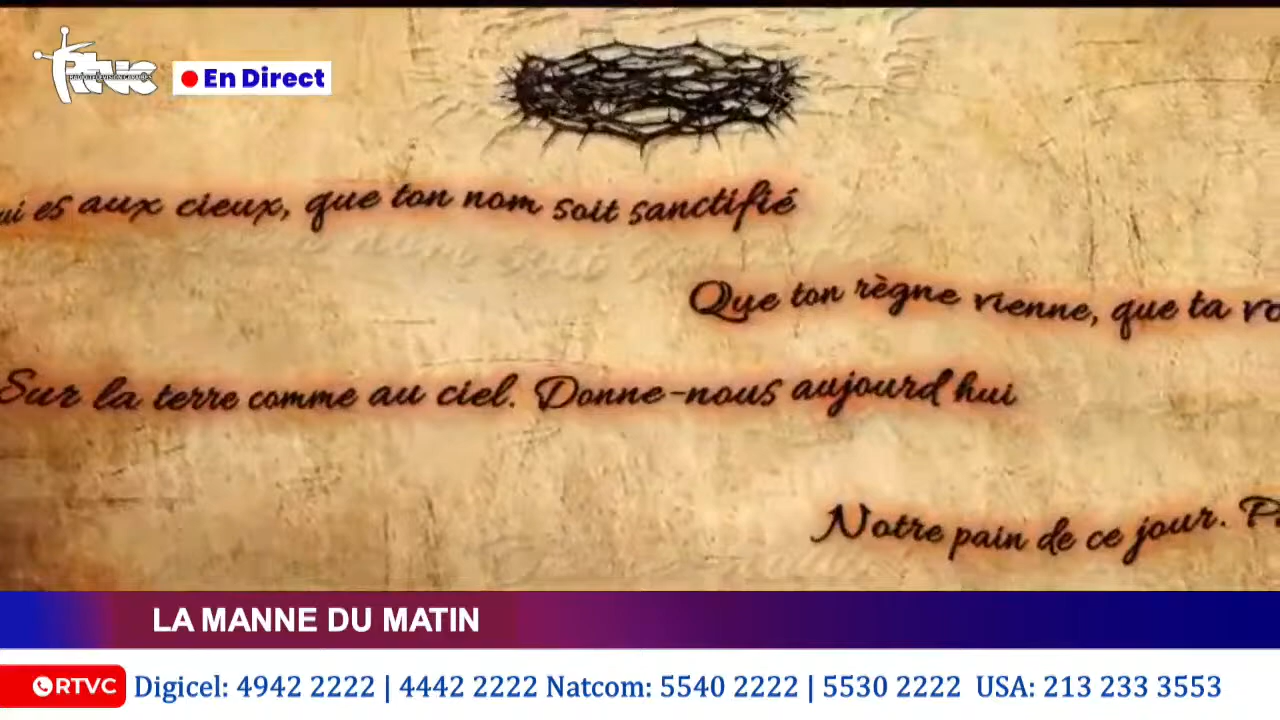 En Direct
ui es aux cieux, que ton nom soit sanctifié
Que ton règne vienne, que ta vo
Sur la terre comme au ciel. Donne-nous aujourd hui
Notre pain de ce jour. P
LA MANNE DU MATIN
RTVC Digicel: 4942 2222 | 4442 2222 Natcom: 5540 2222 | 5530 2222 USA: 213 233 3553